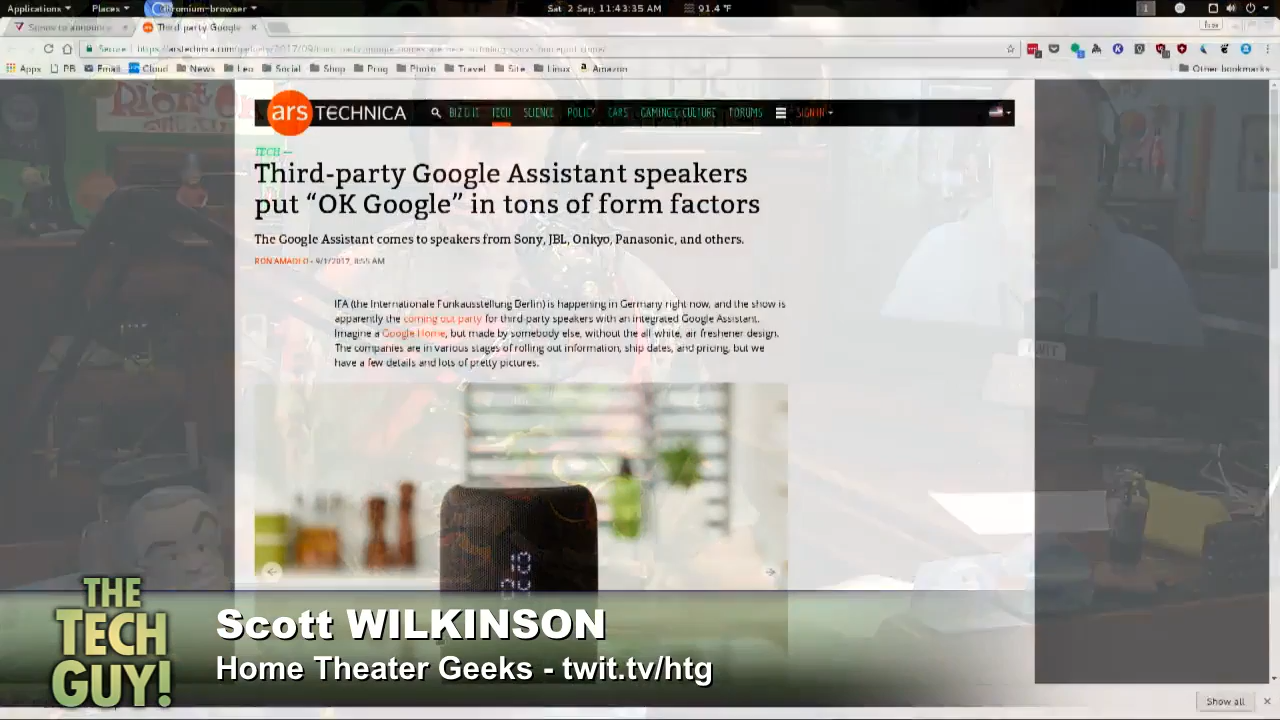 Applications Places Chromium-browser Sat 2 Sep, 11:43:35 AM 91.4 °F 1
Third party Google
Secure
Apps PB Email Cloud News Leo Social Shop Prog Photo Travel Site Linux Amazon Other bookmarks
ars TECHNICA BIZ & IT TECH SCIENCE POLICY CARS GAMING & CULTURE FORUMS SIGN IN
TECH —
Third-party Google Assistant speakers
put “OK Google” in tons of form factors
The Google Assistant comes to speakers from Sony, JBL, Onkyo, Panasonic, and others.
RON AMADEO - 9/1/2017, 8:55 AM
IFA (the Internationale Funkausstellung Berlin) is happening in Germany right now, and the show is
apparently the coming out party for third-party speakers with an integrated Google Assistant.
Imagine a Google Home, but made by somebody else, without the all-white, air freshener design.
The companies are in various stages of rolling out information, ship dates, and pricing, but we
have a few details and lots of pretty pictures.
TWiT
10
THE
TECH
GUY!
Scott WILKINSON
Home Theater Geeks - twit.tv/htg
Show all